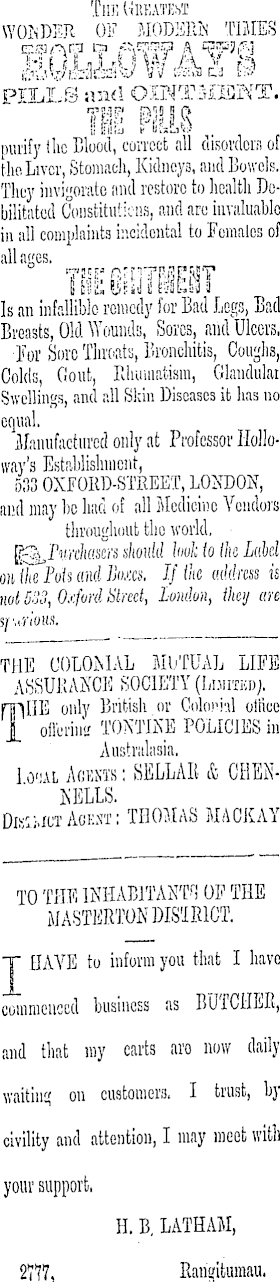 THE GREATEST
WONDER OF MODERN TIMES
HOLLOWAY'S
PILLS and OINTMENT.
THE PILLS
purify the Blood, correct all disorders of
the Liver, Stomach, Kidneys, and Bowels.
They invigorate and restore to health De-
bilitated Constitutions, and are invaluable
in all complaints incidental to Females of
all ages.
THE OINTMENT
Is an infallible remedy for Bad Legs, Bad
Breasts, Old Wounds, Sores, and Ulcers.
For Sore Throats, Bronchitis, Coughs,
Colds, Gout, Rhumatism, Glandular
Swellings, and all Skin Diseases it has no
equal.
Manufactured only at Professor Hollo-
way's Establishment,
533 OXFORD-STREET, LONDON,
and may be had of all Medicine Vendors
throughout the world.
Purchasers should look to the Label
on the Pots and Boxes. If the address is
not 533, Oxford Street, London, they are
spurious.
THE COLONIAL MUTUAL LIFE
ASSURANCE SOCIETY (LIMITED).
THE only British or Colonial office
offering TONTINE POLICIES in
Australasia.
LOCAL AGENTS: SELLAR & CHEN-
NELLS.
DISTRICT AGENT: THOMAS MACKAY
TO THE INHABITANTS OF THE
MASTERTON DISTRICT.
I HAVE to inform you that I have
commenced business as BUTCHER,
and that my carts are now daily
waiting on customers. I trust, by
civility and attention, I may meet with
your support.
H. B. LATHAM,
2777, Rangitumau.